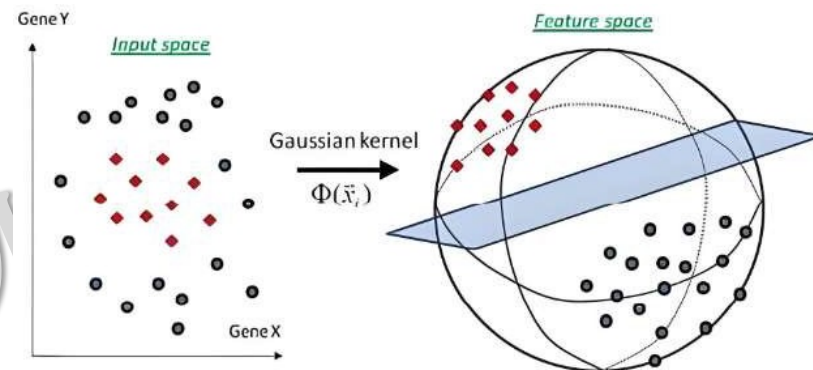 Gene Y
Input space
Gene X
Gaussian kernel
Φ(x⃗ᵢ)
Feature space